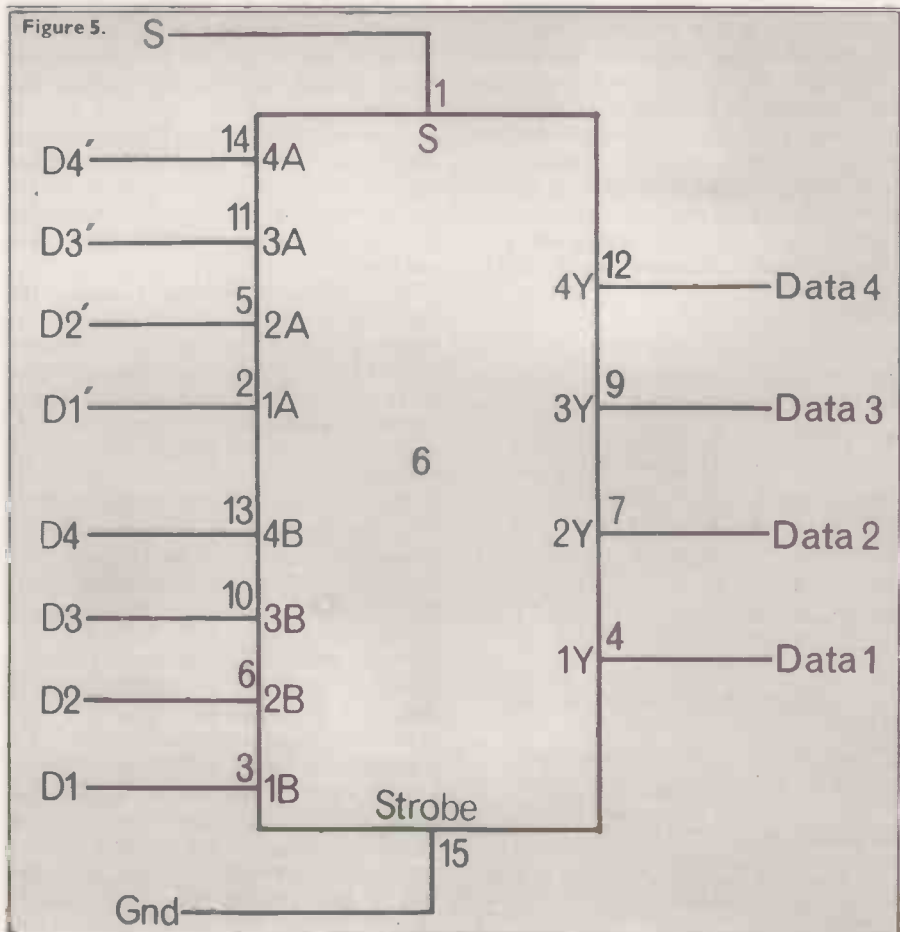 Figure 5.
S
1
S
D4′ 14 4A
D3′ 11 3A
D2′ 5 2A
D1′ 2 1A
6
D4 13 4B
D3 10 3B
D2 6 2B
D1 3 1B
4Y 12 Data 4
3Y 9 Data 3
2Y 7 Data 2
1Y 4 Data 1
Strobe
15
Gnd